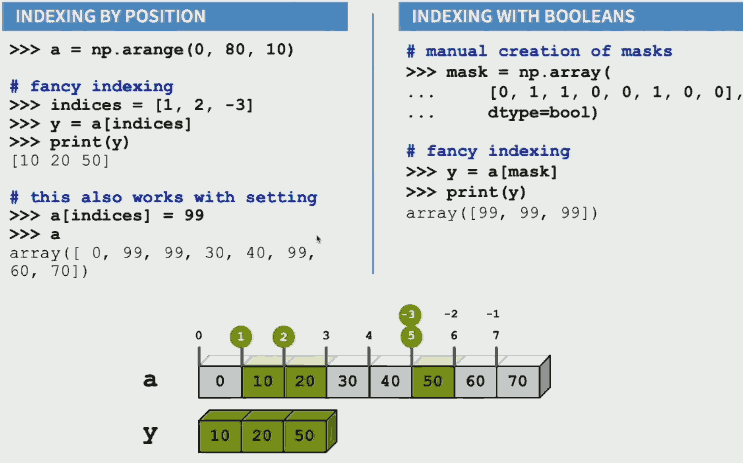 INDEXING BY POSITION
>>> a = np.arange(0, 80, 10)
# fancy indexing
>>> indices = [1, 2, -3]
>>> y = a[indices]
>>> print(y)
[10 20 50]
# this also works with setting
>>> a[indices] = 99
>>> a
array([ 0, 99, 99, 30, 40, 99,
60, 70])
INDEXING WITH BOOLEANS
# manual creation of masks
>>> mask = np.array(
... [0, 1, 1, 0, 0, 1, 0, 0],
... dtype=bool)
# fancy indexing
>>> y = a[mask]
>>> print(y)
array([99, 99, 99])
-3 -2 -1
0 1 2 3 4 5 6 7
a 0 10 20 30 40 50 60 70
y 10 20 50